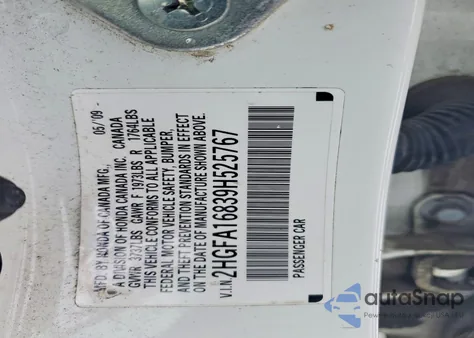 MFD. BY HONDA OF CANADA MFG., 05/09
A DIVISION OF HONDA CANADA INC., CANADA
GVWR 3737LBS GAWR F 1973LBS R 1764LBS
THIS VEHICLE CONFORMS TO ALL APPLICABLE
FEDERAL MOTOR VEHICLE SAFETY, BUMPER,
AND THEFT PREVENTION STANDARDS IN EFFECT
ON THE DATE OF MANUFACTURE SHOWN ABOVE.
V.I.N. 2HGFA16839H525767
PASSENGER CAR
autoSnap